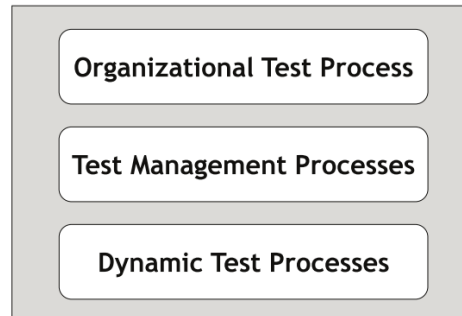 Organizational Test Process
Test Management Processes
Dynamic Test Processes